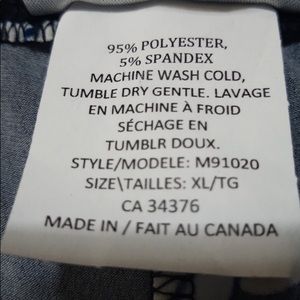 95% POLYESTER,
5% SPANDEX
MACHINE WASH COLD,
TUMBLE DRY GENTLE. LAVAGE
EN MACHINE À FROID
SÉCHAGE EN
TUMBLR DOUX.
STYLE/MODELE: M91020
SIZE\TAILLES: XL/TG
CA 34376
MADE IN / FAIT AU CANADA